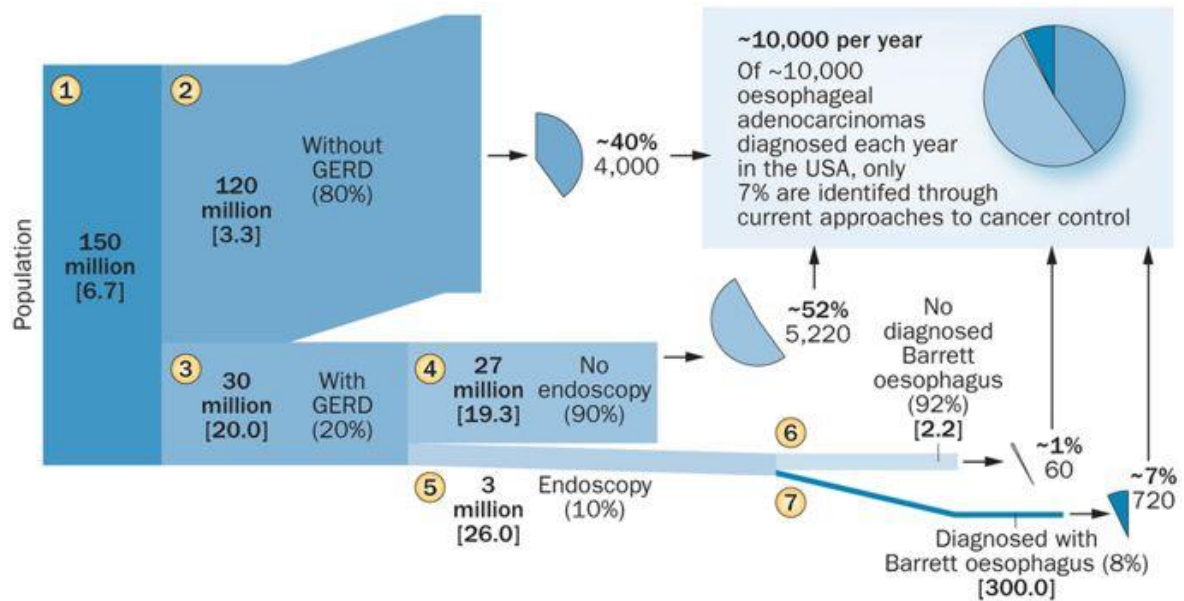 Population
1
150
million
[6.7]
2
120
million
[3.3]
Without
GERD
(80%)
~40%
4,000
~10,000 per year
Of ~10,000
oesophageal
adenocarcinomas
diagnosed each year
in the USA, only
7% are identifed through
current approaches to cancer control
3
30
million
[20.0]
With
GERD
(20%)
4
27
million
[19.3]
No
endoscopy
(90%)
~52%
5,220
5
3
million
[26.0]
Endoscopy
(10%)
6
No
diagnosed
Barrett
oesophagus
(92%)
[2.2]
~1%
60
7
Diagnosed with
Barrett oesophagus (8%)
[300.0]
~7%
720